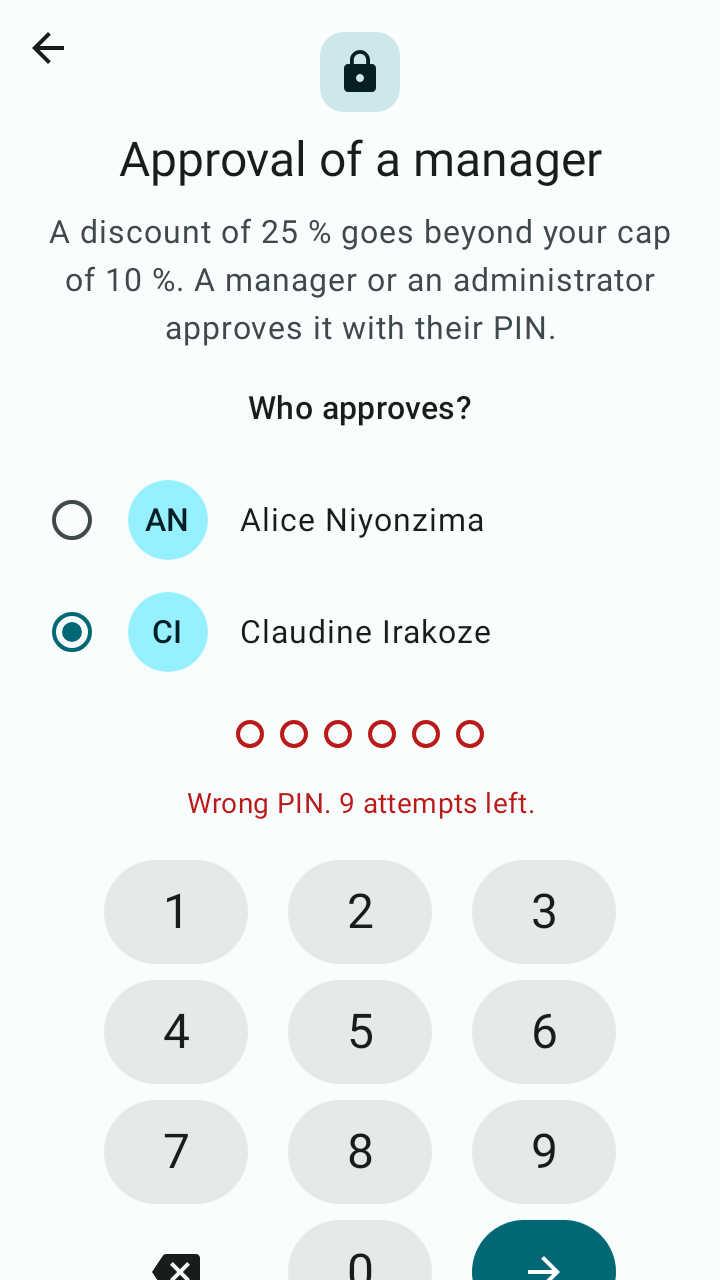 Approval of a manager
A discount of 25 % goes beyond your cap
of 10 %. A manager or an administrator
approves it with their PIN.
Who approves?
AN Alice Niyonzima
CI Claudine Irakoze
Wrong PIN. 9 attempts left.
1 2 3
4 5 6
7 8 9
0